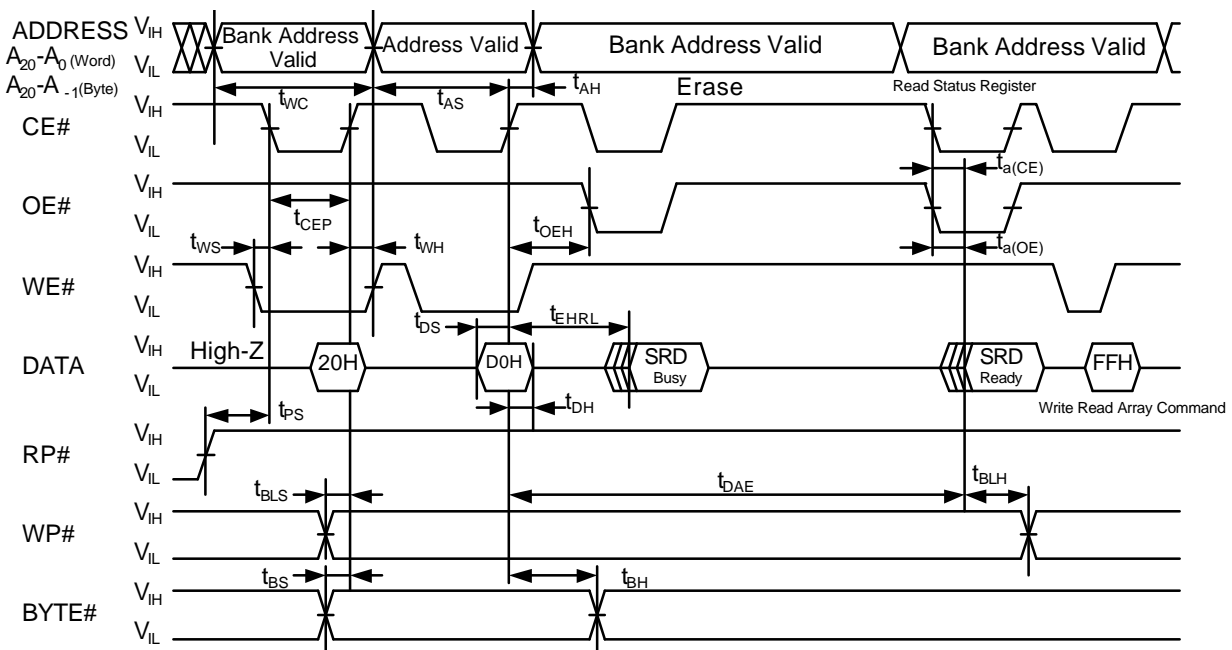 ADDRESS VIH Bank Address Valid Address Valid Bank Address Valid Bank Address Valid
A20-A0 (Word) VIL
A20-A -1(Byte) tWC tAS tAH Erase Read Status Register
CE# VIH
VIL
ta(CE)
OE# VIH
VIL
tCEP tOEH
tWS tWH ta(OE)
WE# VIH
VIL
tDS tEHRL
DATA VIH High-Z 20H D0H SRD Busy SRD Ready FFH
VIL
tPS tDH Write Read Array Command
RP# VIH
VIL
tBLS tDAE tBLH
WP# VIH
VIL
tBS tBH
BYTE# VIH
VIL